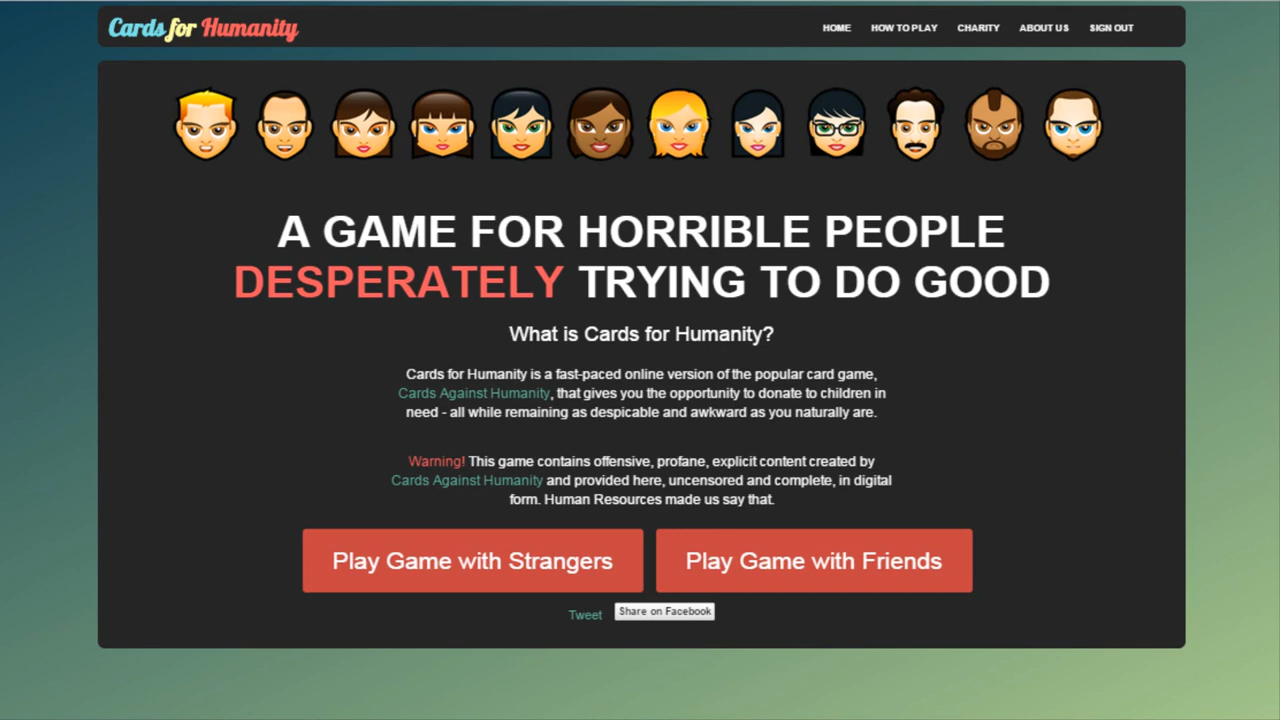 Cards for Humanity
HOME HOW TO PLAY CHARITY ABOUT US SIGN OUT
A GAME FOR HORRIBLE PEOPLE
DESPERATELY TRYING TO DO GOOD
What is Cards for Humanity?
Cards for Humanity is a fast-paced online version of the popular card game,
Cards Against Humanity, that gives you the opportunity to donate to children in
need - all while remaining as despicable and awkward as you naturally are.
Warning! This game contains offensive, profane, explicit content created by
Cards Against Humanity and provided here, uncensored and complete, in digital
form. Human Resources made us say that.
Play Game with Strangers Play Game with Friends
Tweet Share on Facebook